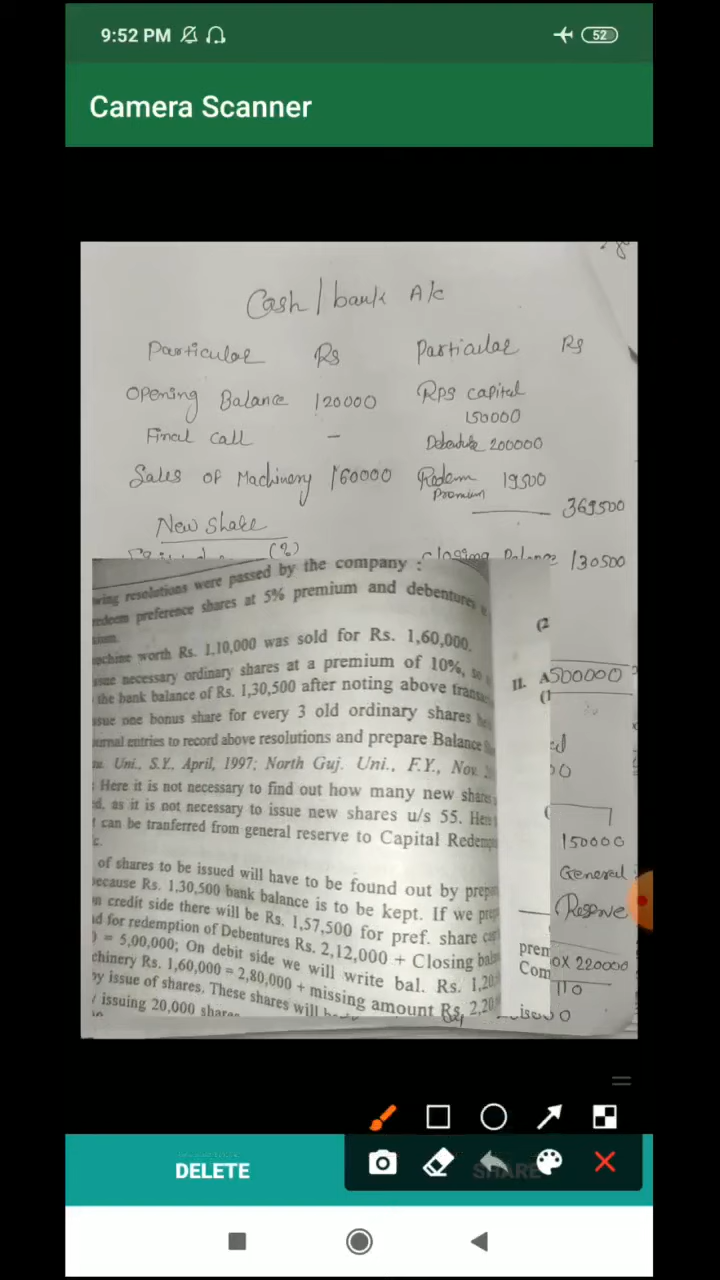 9:52 PM
52
Camera Scanner
Cash / bank A/c
Particular Rs Particular Rs
Opening Balance 120000 RPS capital
150000
Final call - Debenture 200000
Sales of Machinery 160000 Redem 19500
Premium
369500
New Share
(%)
closing Balance 130500
wing resolutions were passed by the company :
redeem preference shares at 5% premium and debentures
machine worth Rs. 1,10,000 was sold for Rs. 1,60,000.
issue necessary ordinary shares at a premium of 10%, so
the bank balance of Rs. 1,30,500 after noting above
issue one bonus share for every 3 old ordinary shares
journal entries to record above resolutions and prepare Balance
Uni., S.Y., April, 1997; North Guj. Uni., F.Y., Nov.
Here it is not necessary to find out how many new shares
d, as it is not necessary to issue new shares u/s 55. Here
can be tranferred from general reserve to Capital
c.
of shares to be issued will have to be found out by
because Rs. 1,30,500 bank balance is to be kept. If we
n credit side there will be Rs. 1,57,500 for pref. share
d for redemption of Debentures Rs. 2,12,000 + Closing
) = 5,00,000; On debit side we will write bal. Rs. 1,20
chinery Rs. 1,60,000 = 2,80,000 + missing amount Rs. 2,20
by issue of shares. These shares will
issuing 20,000
(2
II. A
(1
500000
150000
General
Reserve
prem
Com
0X 220000
110
DELETE
SHARE